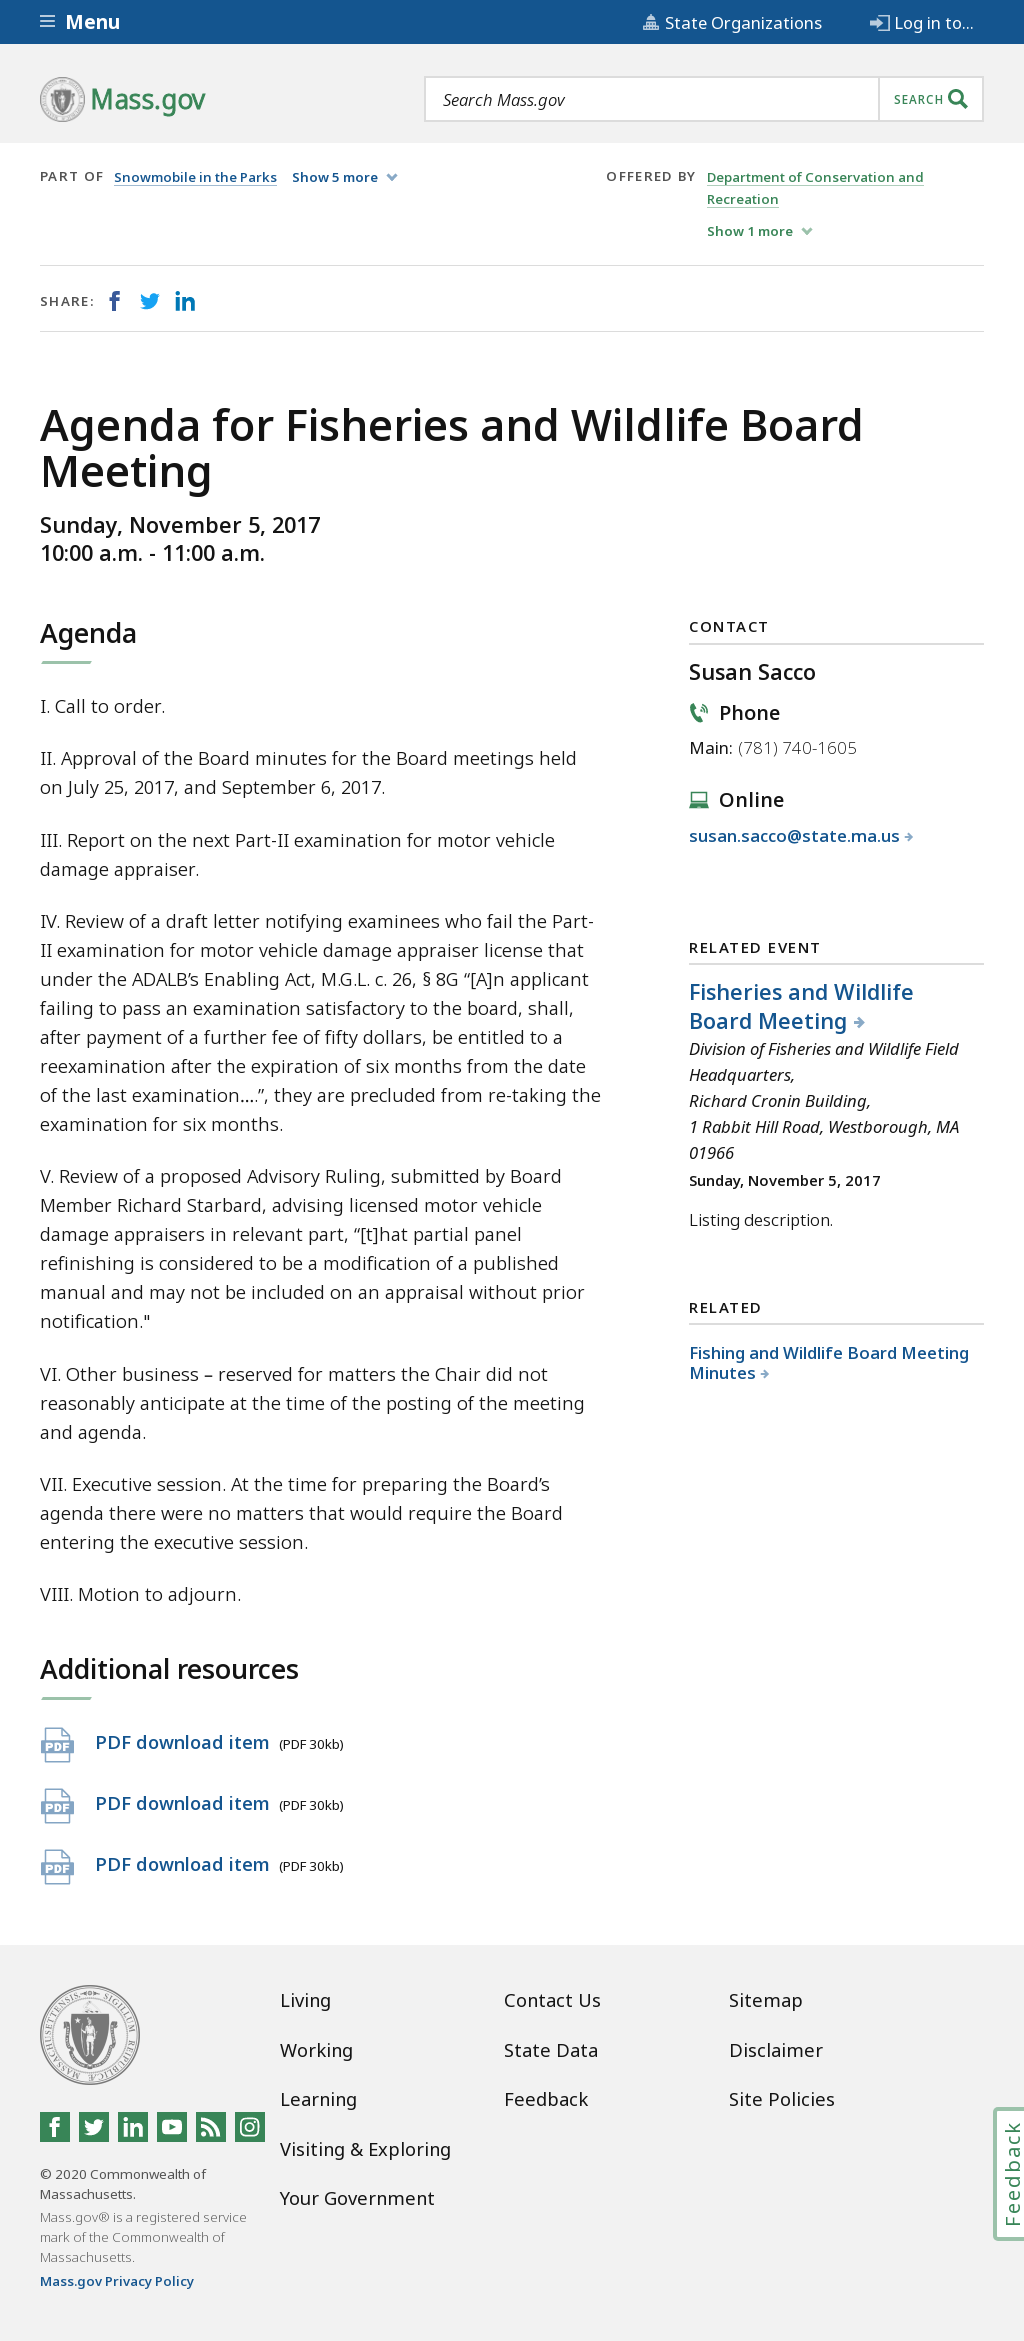 Menu
State Organizations
Log in to...
Mass.gov
Search Mass.gov
SEARCH
PART OF
Snowmobile in the Parks
Show 5 more
OFFERED BY
Department of Conservation and
Recreation
Show 1 more
SHARE:
Agenda for Fisheries and Wildlife Board
Meeting
Sunday, November 5, 2017
10:00 a.m. - 11:00 a.m.
Agenda
I. Call to order.
II. Approval of the Board minutes for the Board meetings held
on July 25, 2017, and September 6, 2017.
III. Report on the next Part-II examination for motor vehicle
damage appraiser.
IV. Review of a draft letter notifying examinees who fail the Part-
II examination for motor vehicle damage appraiser license that
under the ADALB’s Enabling Act, M.G.L. c. 26, § 8G “[A]n applicant
failing to pass an examination satisfactory to the board, shall,
after payment of a further fee of fifty dollars, be entitled to a
reexamination after the expiration of six months from the date
of the last examination….”, they are precluded from re-taking the
examination for six months.
V. Review of a proposed Advisory Ruling, submitted by Board
Member Richard Starbard, advising licensed motor vehicle
damage appraisers in relevant part, “[t]hat partial panel
refinishing is considered to be a modification of a published
manual and may not be included on an appraisal without prior
notification."
VI. Other business – reserved for matters the Chair did not
reasonably anticipate at the time of the posting of the meeting
and agenda.
VII. Executive session. At the time for preparing the Board’s
agenda there were no matters that would require the Board
entering the executive session.
VIII. Motion to adjourn.
Additional resources
PDF
PDF download item (PDF 30kb)
PDF
PDF download item (PDF 30kb)
PDF
PDF download item (PDF 30kb)
CONTACT
Susan Sacco
Phone
Main: (781) 740-1605
Online
susan.sacco@state.ma.us
RELATED EVENT
Fisheries and Wildlife
Board Meeting
Division of Fisheries and Wildlife Field
Headquarters,
Richard Cronin Building,
1 Rabbit Hill Road, Westborough, MA
01966
Sunday, November 5, 2017
Listing description.
RELATED
Fishing and Wildlife Board Meeting
Minutes
Living
Working
Learning
Visiting & Exploring
Your Government
Contact Us
State Data
Feedback
Sitemap
Disclaimer
Site Policies
© 2020 Commonwealth of
Massachusetts.
Mass.gov® is a registered service
mark of the Commonwealth of
Massachusetts.
Mass.gov Privacy Policy
Feedback